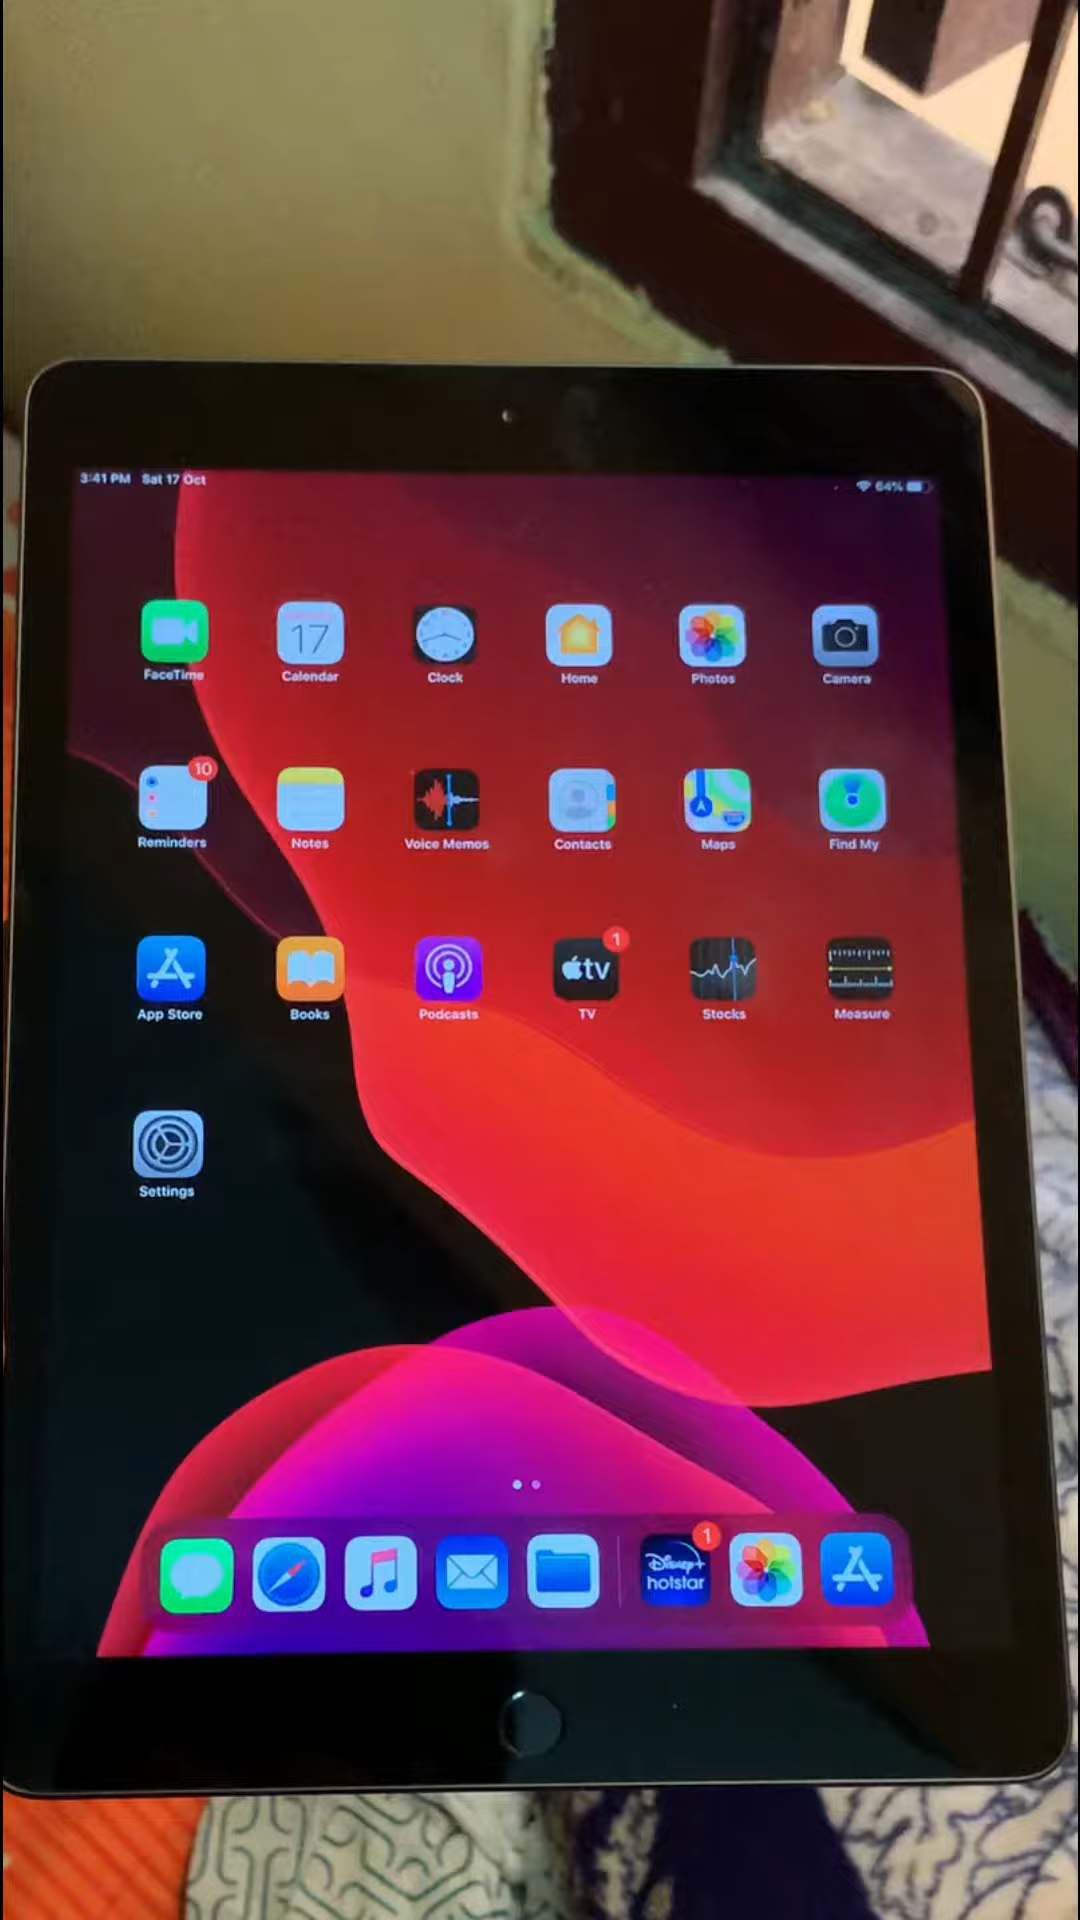 3:41 PM Sat 17 Oct
64%
17
FaceTime Calendar Clock Home Photos Camera
10
Reminders Notes Voice Memos Contacts Maps Find My
1
tv
App Store Books Podcasts TV Stocks Measure
Settings
1
Disney+
hotstar